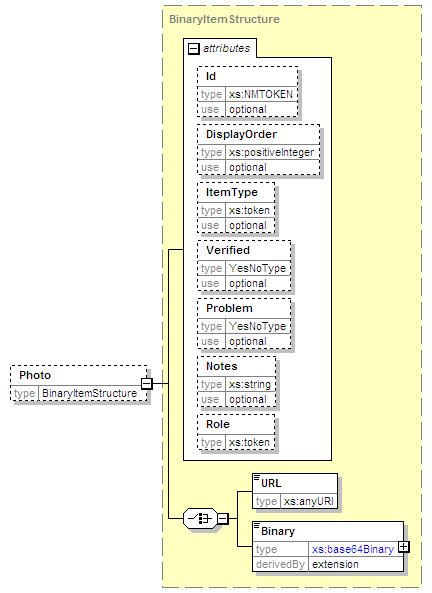 BinaryItemStructure
attributes
Id
type xs:NMTOKEN
use optional
DisplayOrder
type xs:positiveInteger
use optional
ItemType
type xs:token
use optional
Verified
type YesNoType
use optional
Problem
type YesNoType
use optional
Notes
type xs:string
use optional
Role
type xs:token
Photo
type BinaryItemStructure
URL
type xs:anyURI
Binary
type xs:base64Binary
derivedBy extension